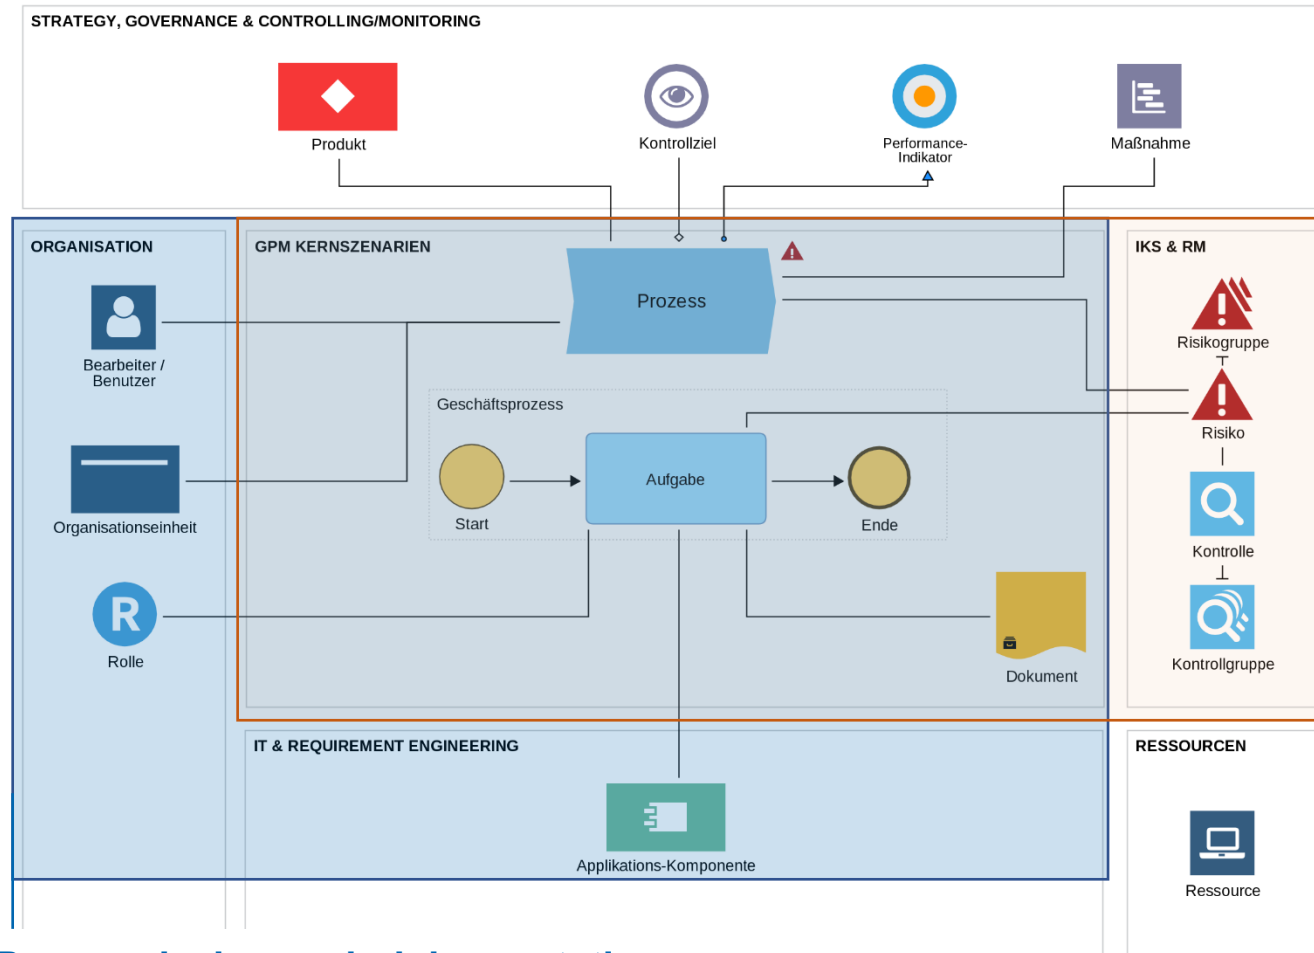 STRATEGY, GOVERNANCE & CONTROLLING/MONITORING
Produkt
Kontrollziel
Performance-
Indikator
Maßnahme
ORGANISATION
GPM KERNSZENARIEN
IKS & RM
Prozess
Bearbeiter /
Benutzer
Risikogruppe
Geschäftsprozess
Risiko
Aufgabe
Start
Ende
Organisationseinheit
Kontrolle
R
Rolle
Dokument
Kontrollgruppe
IT & REQUIREMENT ENGINEERING
RESSOURCEN
Applikations-Komponente
Ressource